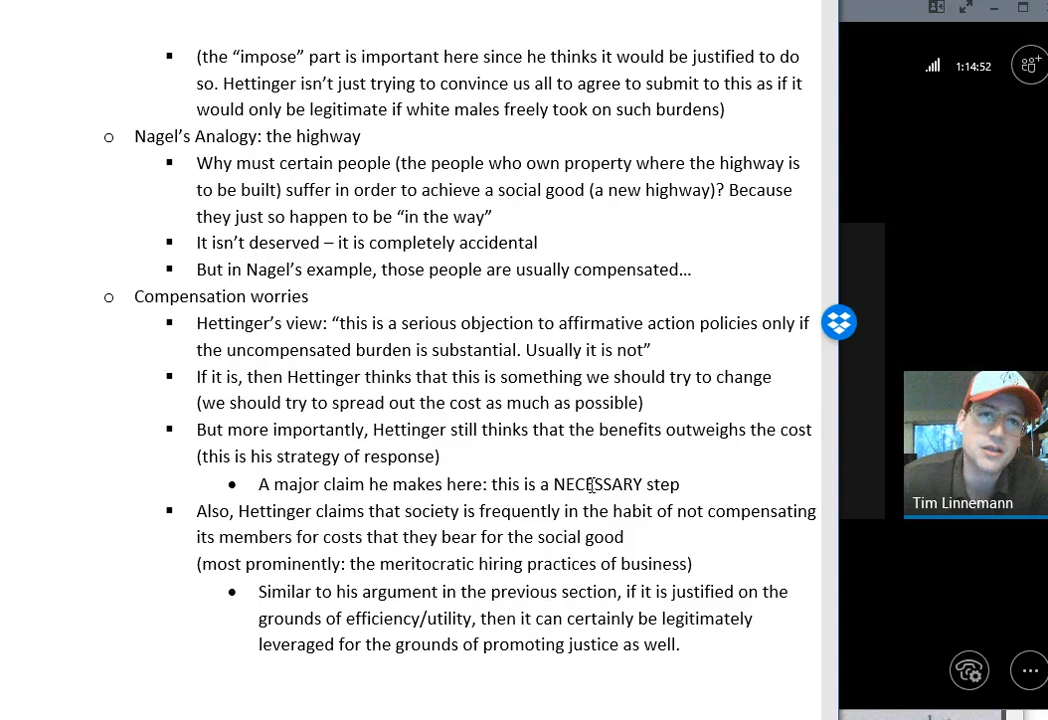 ▪ (the “impose” part is important here since he thinks it would be justified to do
so. Hettinger isn’t just trying to convince us all to agree to submit to this as if it
would only be legitimate if white males freely took on such burdens)
o Nagel’s Analogy: the highway
▪ Why must certain people (the people who own property where the highway is
to be built) suffer in order to achieve a social good (a new highway)? Because
they just so happen to be “in the way”
▪ It isn’t deserved – it is completely accidental
▪ But in Nagel’s example, those people are usually compensated…
o Compensation worries
▪ Hettinger’s view: “this is a serious objection to affirmative action policies only if
the uncompensated burden is substantial. Usually it is not”
▪ If it is, then Hettinger thinks that this is something we should try to change
(we should try to spread out the cost as much as possible)
▪ But more importantly, Hettinger still thinks that the benefits outweighs the cost
(this is his strategy of response)
• A major claim he makes here: this is a NECESSARY step
▪ Also, Hettinger claims that society is frequently in the habit of not compensating
its members for costs that they bear for the social good
(most prominently: the meritocratic hiring practices of business)
• Similar to his argument in the previous section, if it is justified on the
grounds of efficiency/utility, then it can certainly be legitimately
leveraged for the grounds of promoting justice as well.
1:14:52
Tim Linnemann